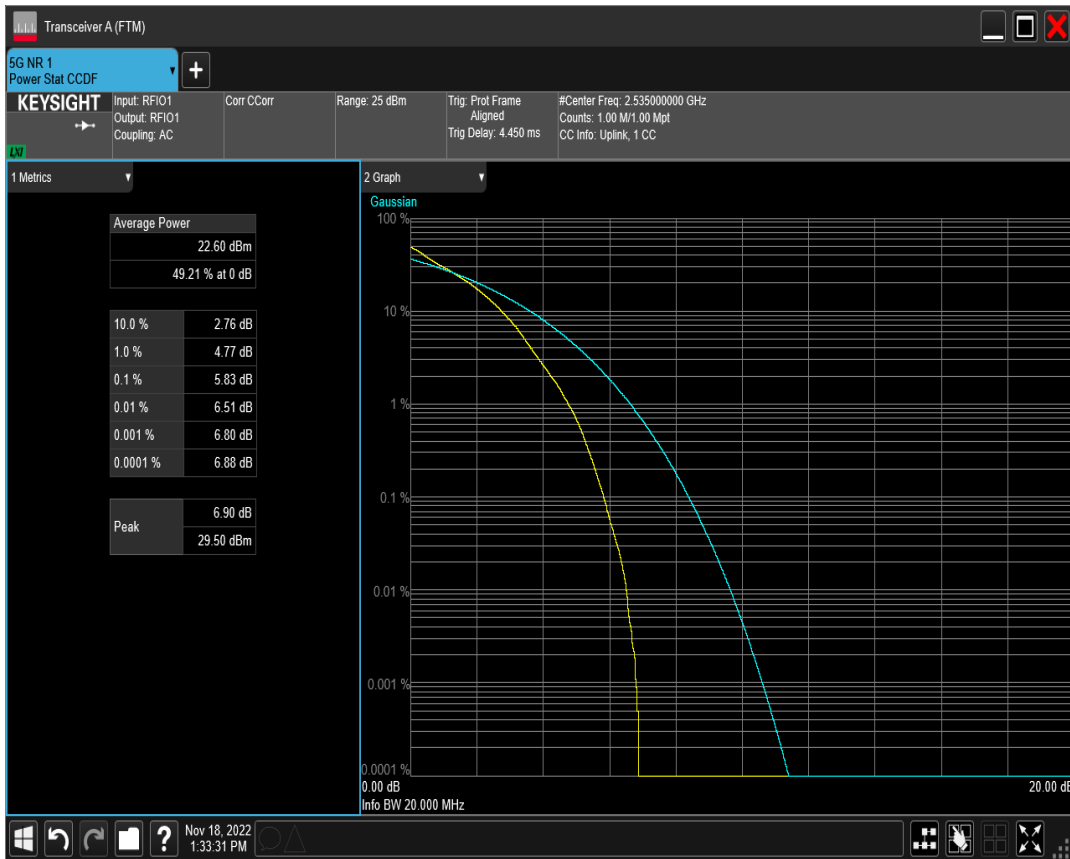 Transceiver A (FTM)
5G NR 1
Power Stat CCDF
+
KEYSIGHT
LXI
Input: RFIO1
Output: RFIO1
Coupling: AC
Corr CCorr
Range: 25 dBm
Trig: Prot Frame
Aligned
Trig Delay: 4.450 ms
#Center Freq: 2.535000000 GHz
Counts: 1.00 M/1.00 Mpt
CC Info: Uplink, 1 CC
1 Metrics
Average Power
22.60 dBm
49.21 % at 0 dB
10.0 % 2.76 dB
1.0 % 4.77 dB
0.1 % 5.83 dB
0.01 % 6.51 dB
0.001 % 6.80 dB
0.0001 % 6.88 dB
Peak
6.90 dB
29.50 dBm
2 Graph
Gaussian
100 %
10 %
1 %
0.1 %
0.01 %
0.001 %
0.0001 %
0.00 dB 20.00 dB
Info BW 20.000 MHz
?
Nov 18, 2022
1:33:31 PM